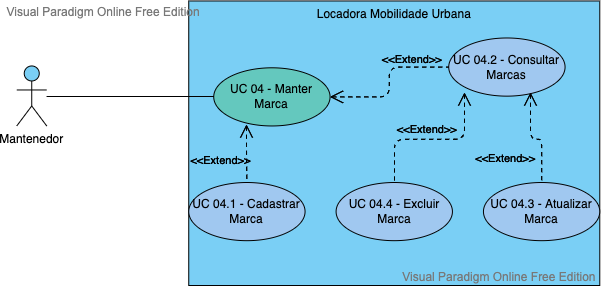 Visual Paradigm Online Free Edition
Locadora Mobilidade Urbana
<<Extend>>
UC 04.2 - Consultar
Marcas
UC 04 - Manter
Marca
Mantenedor
<<Extend>>
<<Extend>>
<<Extend>>
UC 04.1 - Cadastrar
Marca
UC 04.4 - Excluir
Marca
UC 04.3 - Atualizar
Marca
Visual Paradigm Online Free Edition